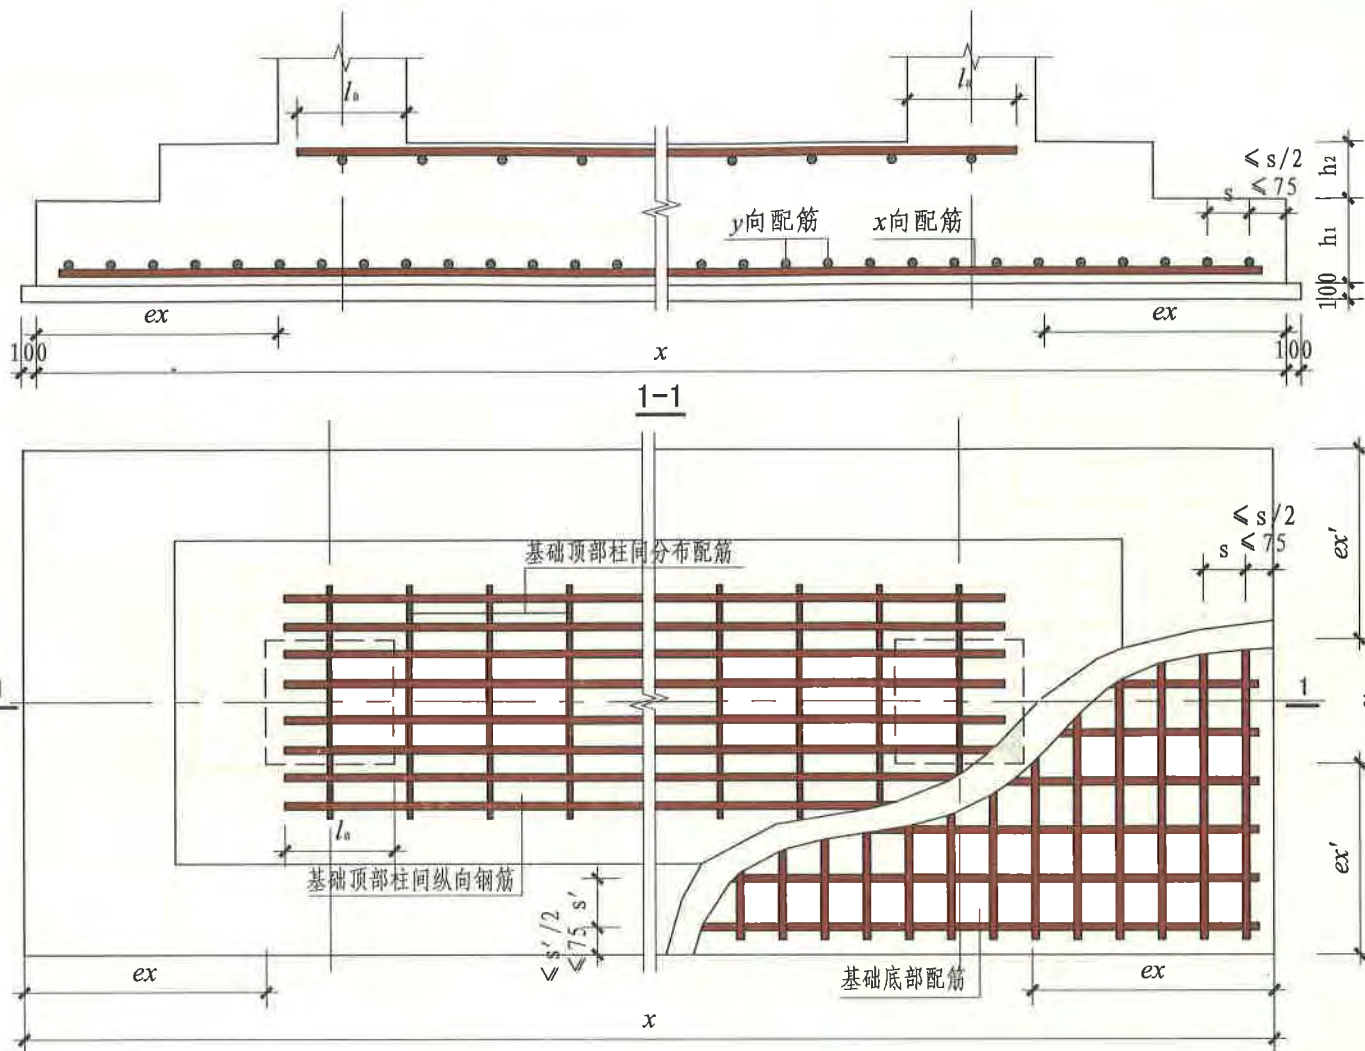 lₐ
lₐ
≤s/2
s ≤75
h2
y向配筋
x向配筋
h1
100
ex
ex
100
x
100
1-1
≤s/2
s ≤75
ex'
基础顶部柱间分布配筋
1
lₐ
基础顶部柱间纵向钢筋
s'
≤s'/2
≤75
ex'
基础底部配筋
ex
ex
x